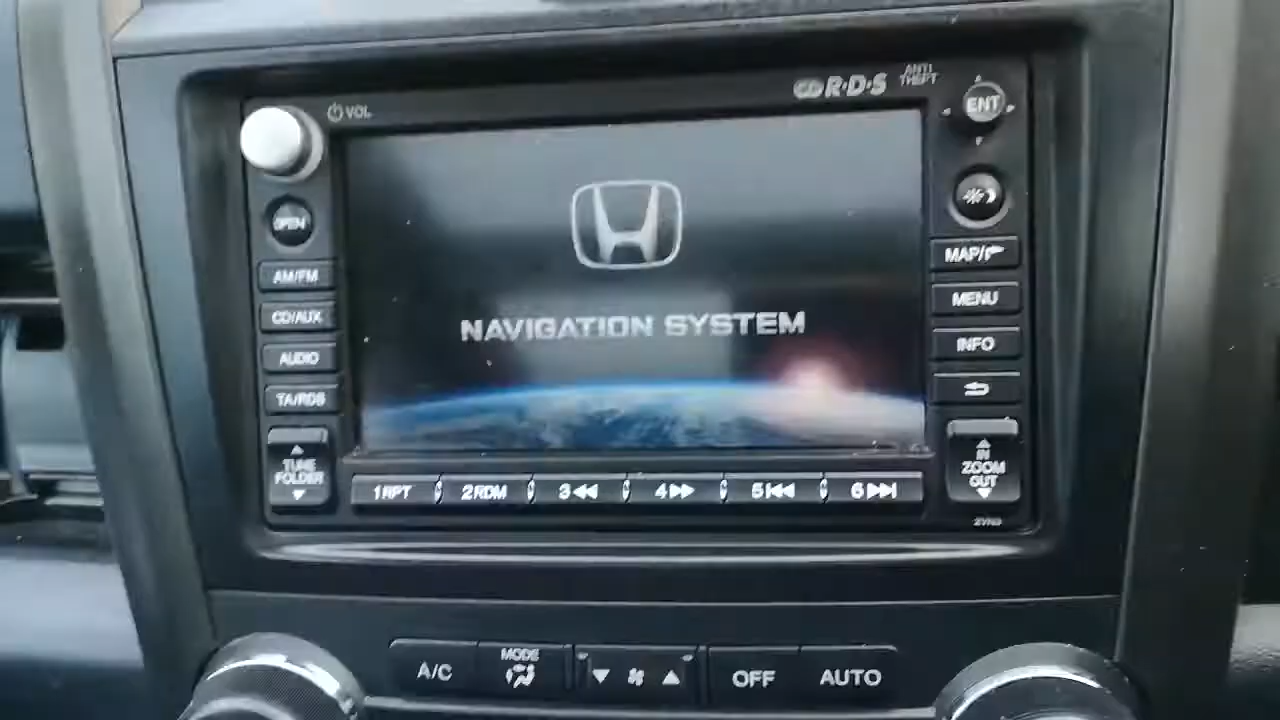 VOL
CD R·D·S
ANTI
THEFT
ENT
OPEN
AM/FM
CD/AUX
AUDIO
TA/RDS
TUNE
FOLDER
NAVIGATION SYSTEM
MAP/
MENU
INFO
IN
ZOOM
OUT
1RPT
2RDM
3
4
5
6
A/C
MODE
OFF
AUTO